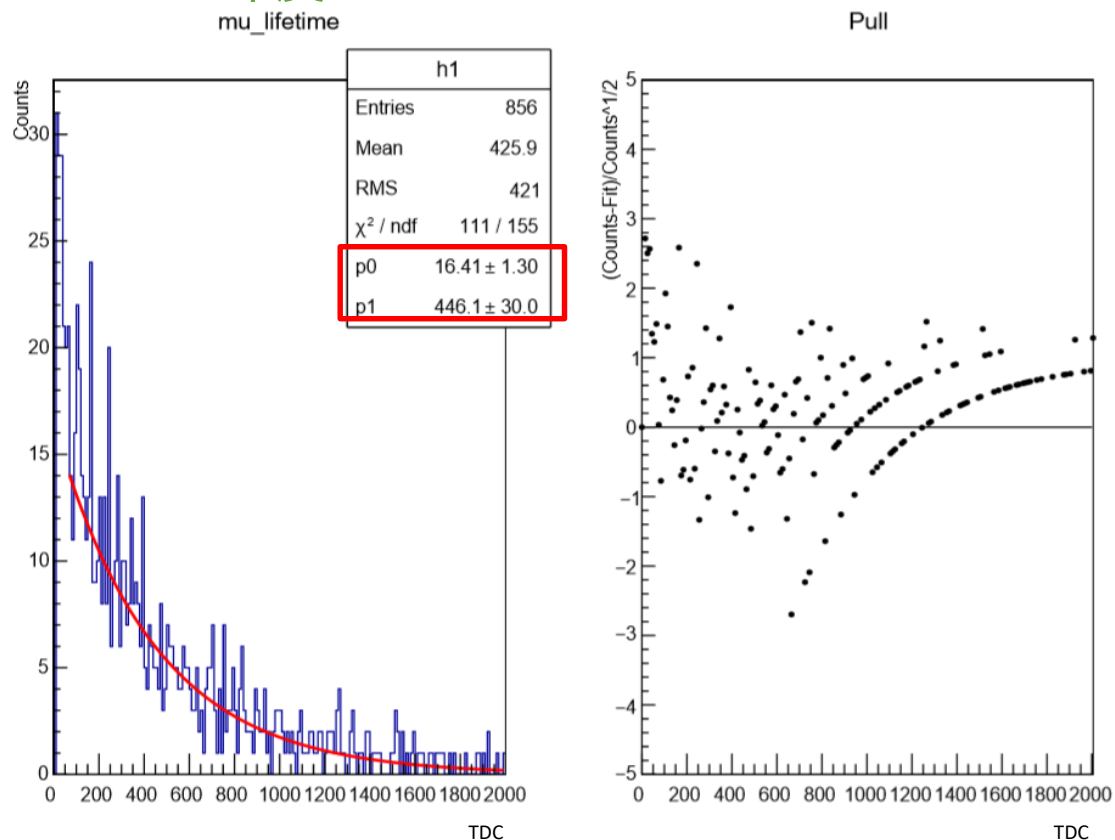 mu_lifetime
Counts
30
25
20
15
10
5
0
0 200 400 600 800 1000 1200 1400 1600 1800 2000
TDC
h1
Entries 856
Mean 425.9
RMS 421
χ² / ndf 111 / 155
p0 16.41 ± 1.30
p1 446.1 ± 30.0
Pull
(Counts-Fit)/Counts^1/2
5
4
3
2
1
0
−1
−2
−3
−4
−5
0 200 400 600 800 1000 1200 1400 1600 1800 2000
TDC